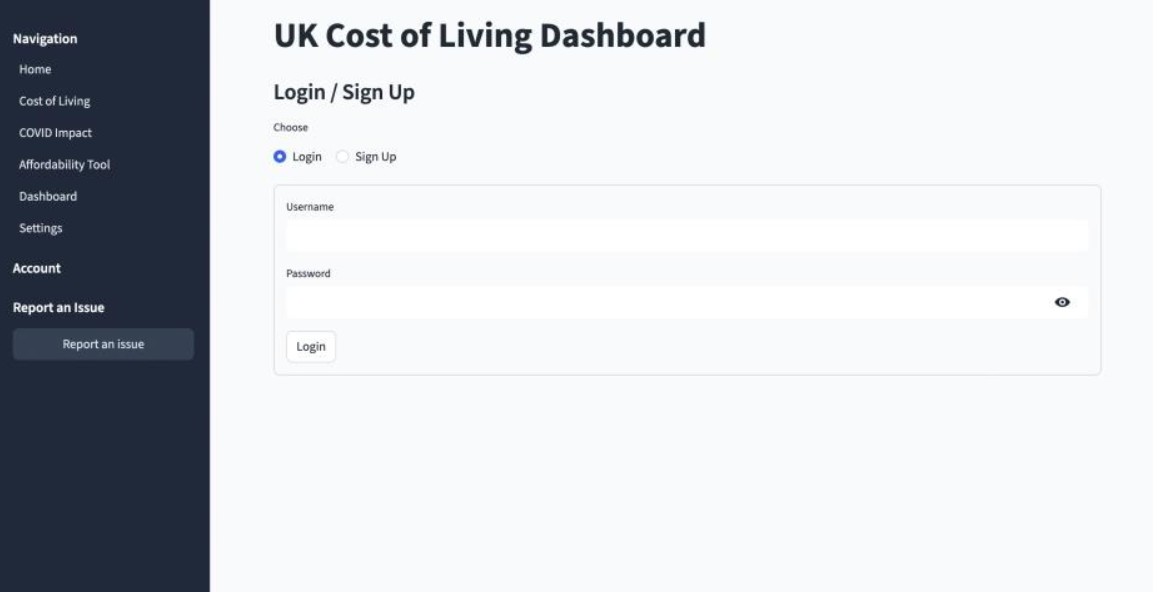 Navigation
Home
Cost of Living
COVID Impact
Affordability Tool
Dashboard
Settings
Account
Report an Issue
Report an issue
UK Cost of Living Dashboard
Login / Sign Up
Choose
Login Sign Up
Username
Password
Login